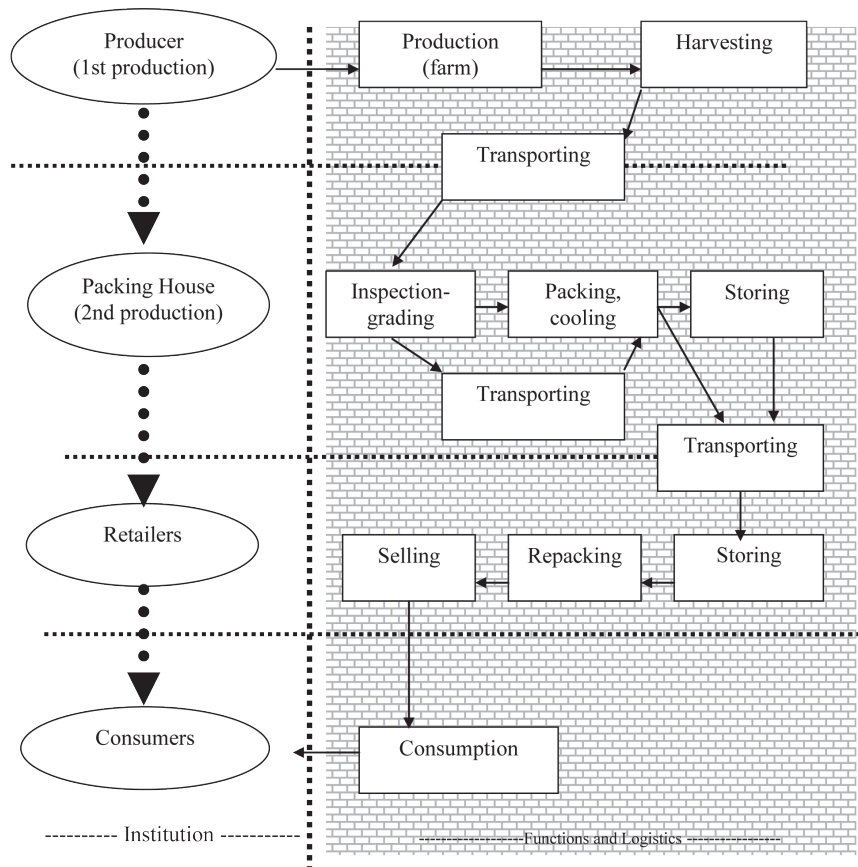 Producer
(1st production)
Production
(farm)
Harvesting
Transporting
Packing House
(2nd production)
Inspection-
grading
Packing,
cooling
Storing
Transporting
Transporting
Retailers
Selling
Repacking
Storing
Consumers
Consumption
Institution
Functions and Logistics